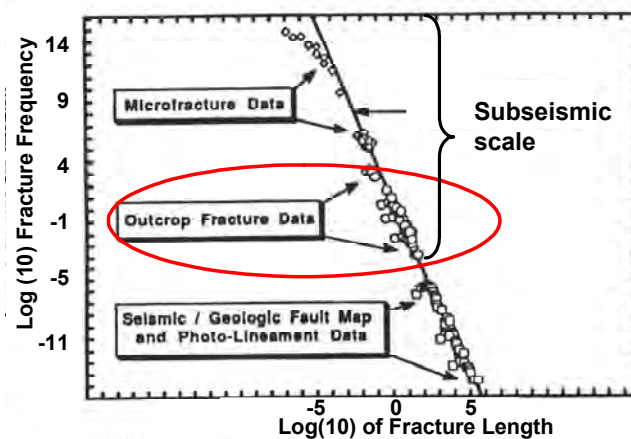 14
9
4
-1
-5
-11
Log (10) Fracture Frequency
Microfracture Data
Outcrop Fracture Data
Seismic / Geologic Fault Map
and Photo-Lineament Data
Subseismic
scale
-5
0
5
Log(10) of Fracture Length